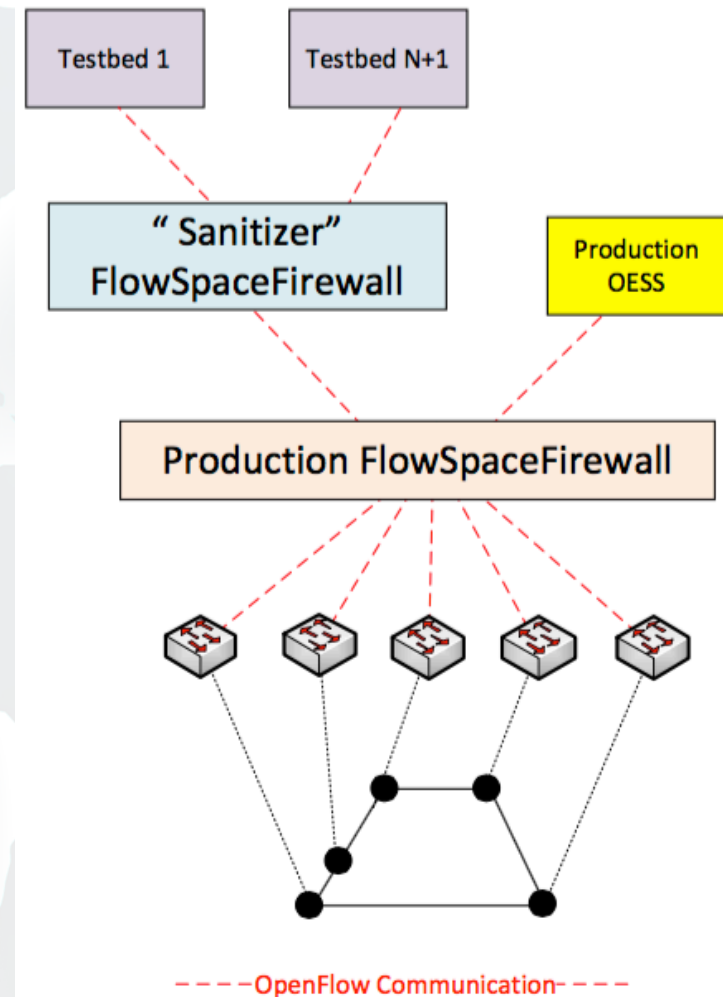 Testbed 1
Testbed N+1
“ Sanitizer”
FlowSpaceFirewall
Production
OESS
Production FlowSpaceFirewall
OpenFlow Communication